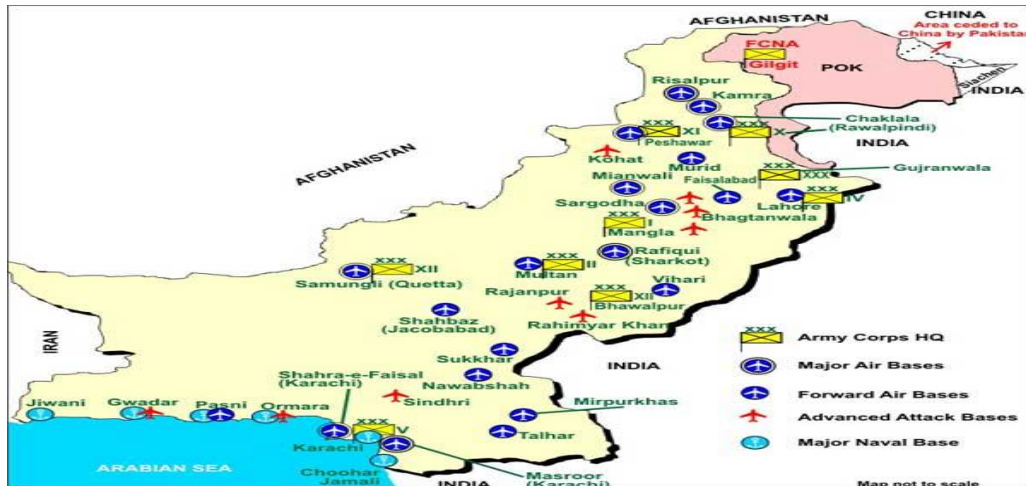 AFGHANISTAN
CHINA
Area ceded to
China by Pakistan
FCNA
Gilgit
POK
Siachen
INDIA
Risalpur
Kamra
Chaklala
(Rawalpindi)
XXX
XI
Peshawar
XXX
X
INDIA
AFGHANISTAN
Kohat
Murid
XXX
XXX
Gujranwala
Mianwali
Faisalabad
Sargodha
Lahore
XXX
IV
Bhagtanwala
XXX
I
Mangla
Rafiqui
(Sharkot)
XXX
XII
Samungli (Quetta)
XXX
II
Multan
Vihari
Rajanpur
XXX
XII
Bhawalpur
Rahimyar Khan
Shahbaz
(Jacobabad)
IRAN
Sukkhar
INDIA
Shahra-e-Faisal
(Karachi)
Nawabshah
Sindhri
Mirpurkhas
Jiwani
Gwadar
Pasni
Ormara
Talhar
XXX
V
Karachi
Masroor
(Karachi)
Choohar
Jamali
ARABIAN SEA
INDIA
XXX
Army Corps HQ
Major Air Bases
Forward Air Bases
Advanced Attack Bases
Major Naval Base
Map not to scale